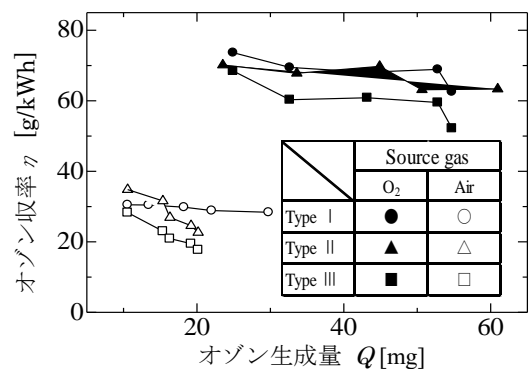 80
60
40
20
0
オゾン収率 η [g/kWh]
Source gas
O₂ Air
Type Ⅰ ● ○
Type Ⅱ ▲ △
Type Ⅲ ■ □
0 20 40 60
オゾン生成量 Q [mg]